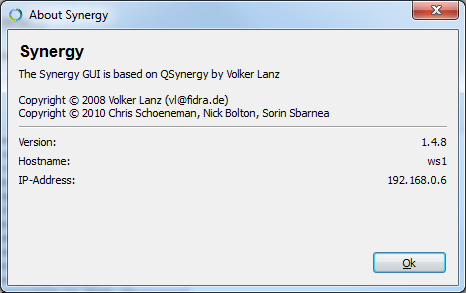 About Synergy
Synergy
The Synergy GUI is based on QSynergy by Volker Lanz
Copyright © 2008 Volker Lanz (vl@fidra.de)
Copyright © 2010 Chris Schoeneman, Nick Bolton, Sorin Sbarnea
Version: 1.4.8
Hostname: ws1
IP-Address: 192.168.0.6
Ok